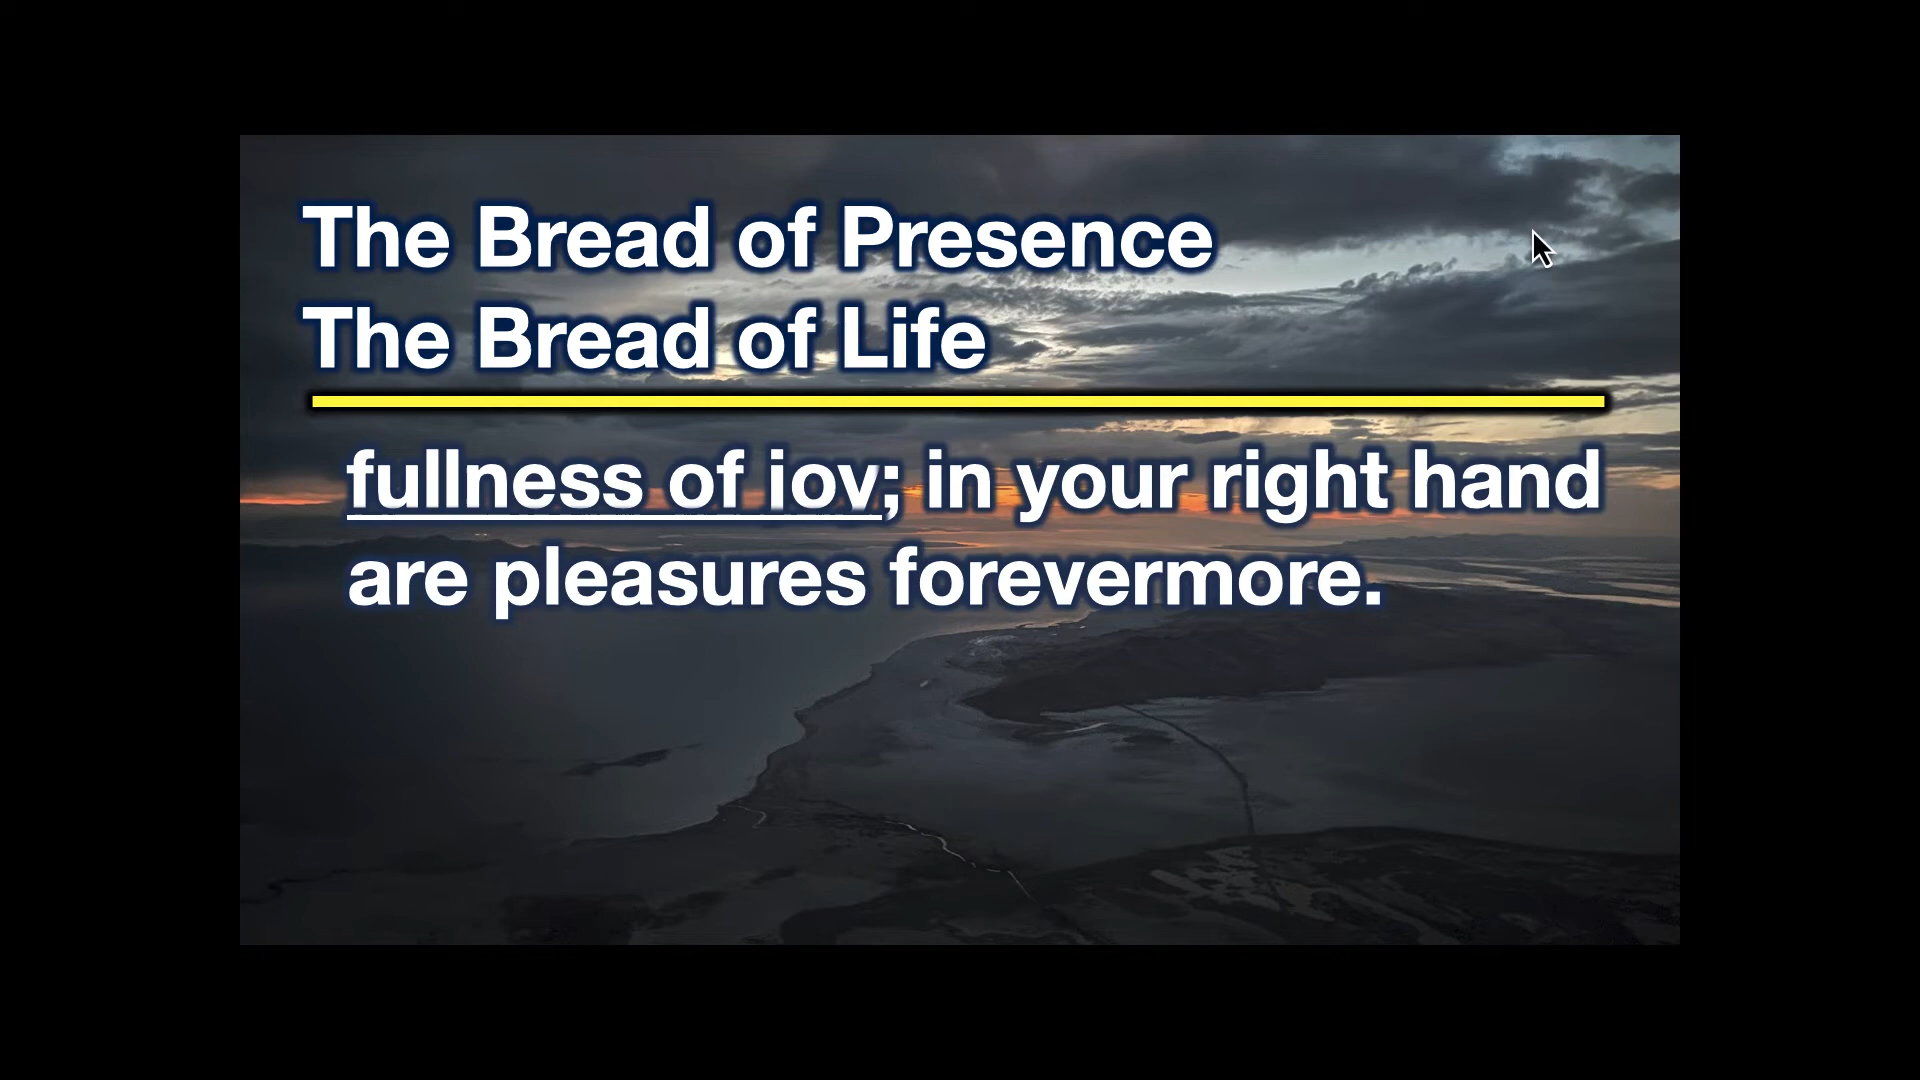 The Bread of Presence
The Bread of Life
fullness of joy; in your right hand
are pleasures forevermore.